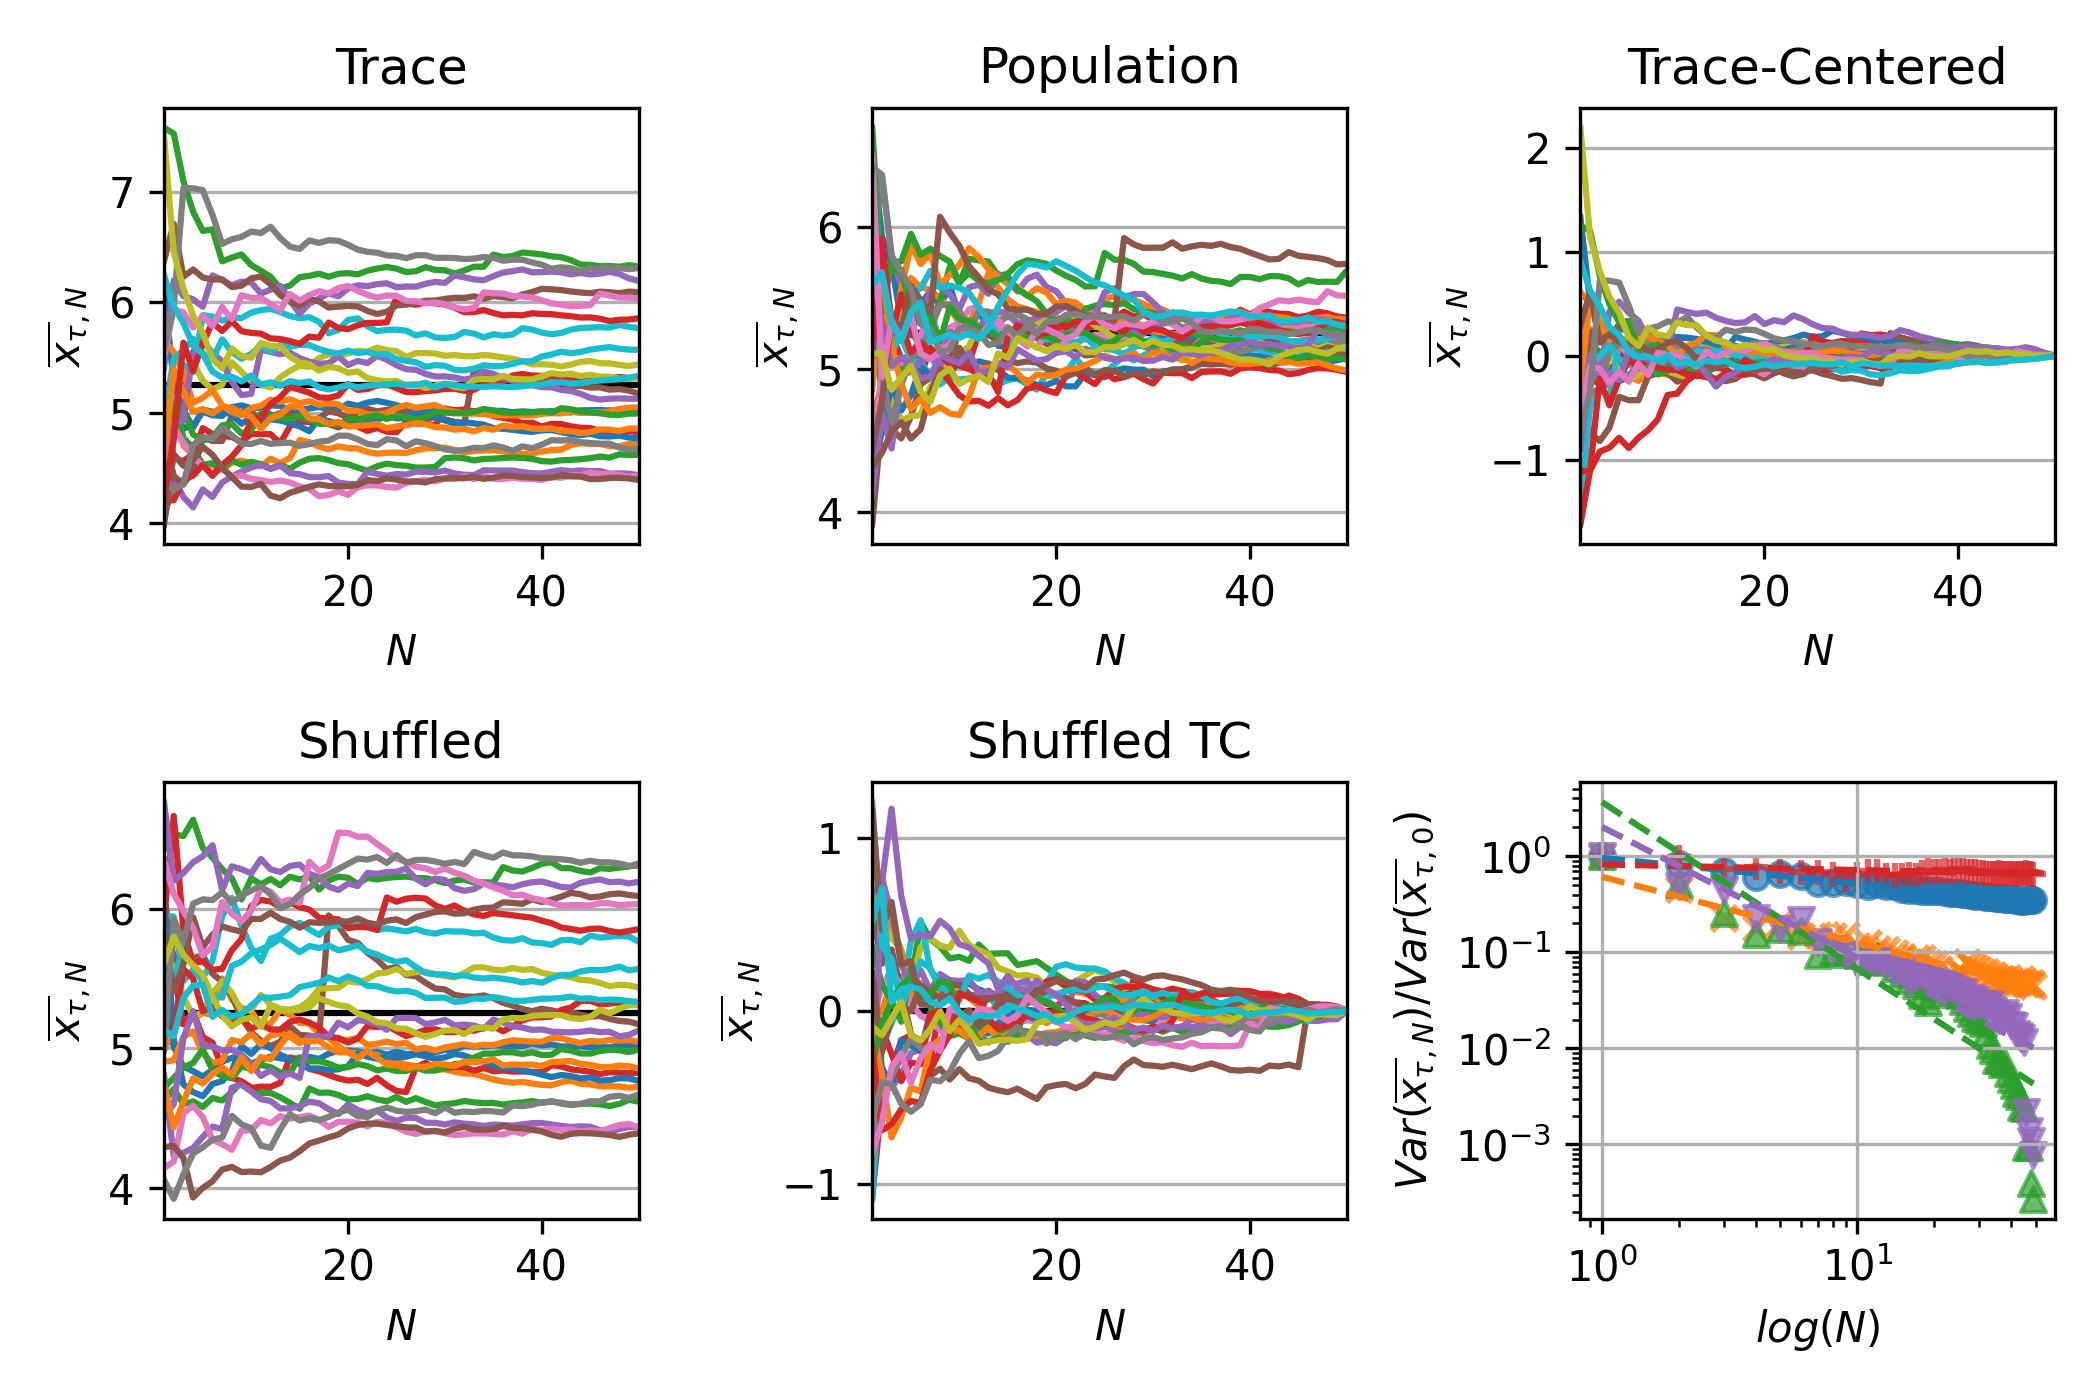 Trace
Population
Trace-Centered
7
6
5
4
20
40
N
x̅τ, N
6
5
4
20
40
N
x̅τ, N
2
1
0
−1
20
40
N
x̅τ, N
Shuffled
Shuffled TC
6
5
4
20
40
N
x̅τ, N
1
0
−1
20
40
N
x̅τ, N
10⁰
10⁻¹
10⁻²
10⁻³
10⁰
10¹
log(N)
Var(x̅τ, N)/Var(x̅τ, 0)